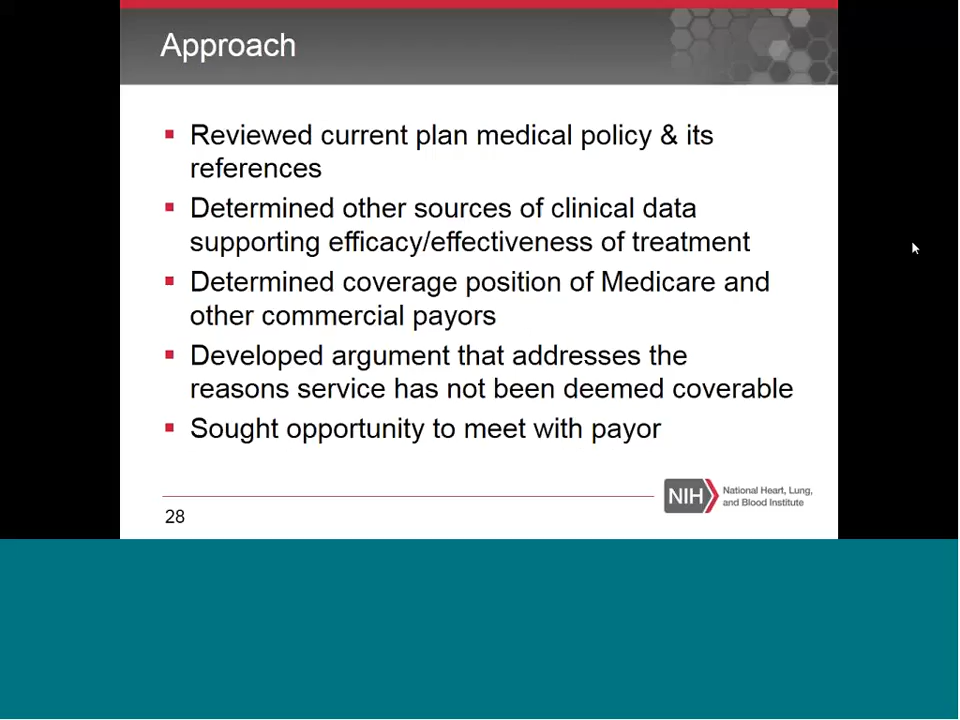 Approach
▪ Reviewed current plan medical policy & its
references
▪ Determined other sources of clinical data
supporting efficacy/effectiveness of treatment
▪ Determined coverage position of Medicare and
other commercial payors
▪ Developed argument that addresses the
reasons service has not been deemed coverable
▪ Sought opportunity to meet with payor
NIH
National Heart, Lung,
and Blood Institute
28